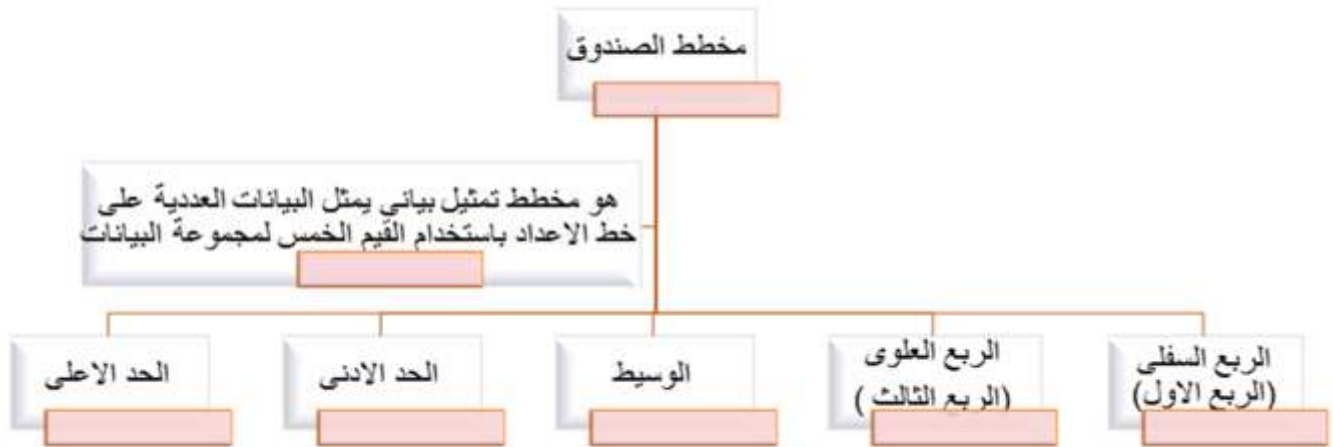 مخطط الصندوق
هو مخطط تمثيل بيانى يمثل البيانات العددية على
خط الاعداد باستخدام القيم الخمس لمجموعة البيانات
الربع السفلى
(الربع الاول)
الربع العلوى
(الربع الثالث )
الوسيط
الحد الادنى
الحد الاعلى